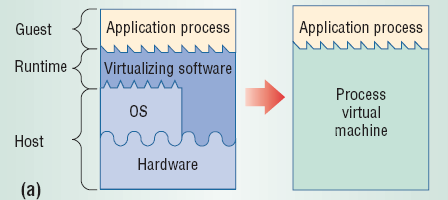 Guest
Application process
Runtime
Virtualizing software
OS
Host
Hardware
(a)
Application process
Process
virtual
machine